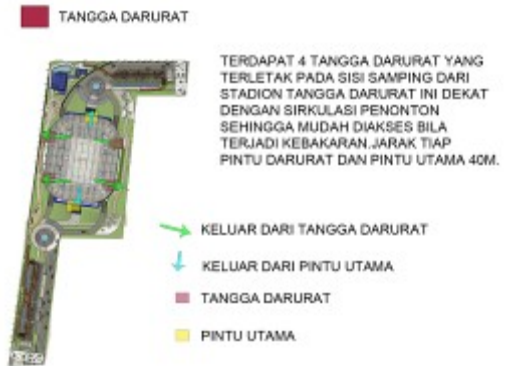 TANGGA DARURAT
TERDAPAT 4 TANGGA DARURAT YANG
TERLETAK PADA SISI SAMPING DARI
STADION TANGGA DARURAT INI DEKAT
DENGAN SIRKULASI PENONTON
SEHINGGA MUDAH DIAKSES BILA
TERJADI KEBAKARAN.JARAK TIAP
PINTU DARURAT DAN PINTU UTAMA 40M.
KELUAR DARI TANGGA DARURAT
KELUAR DARI PINTU UTAMA
TANGGA DARURAT
PINTU UTAMA